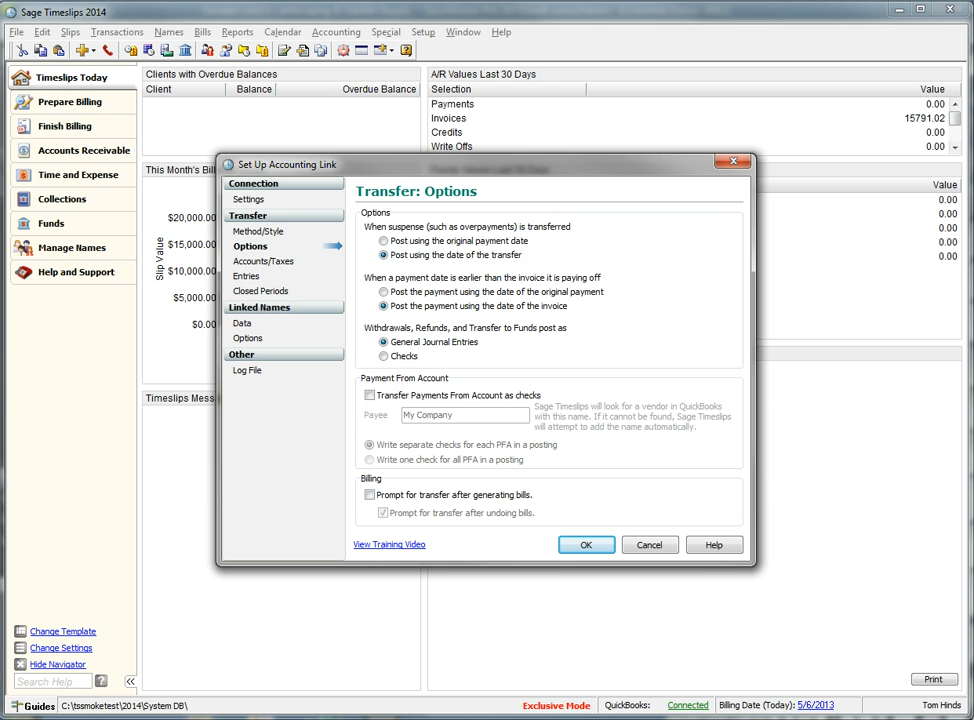 Sage Timeslips 2014
File Edit Slips Transactions Names Bills Reports Calendar Accounting Special Setup Window Help
Timeslips Today
Prepare Billing
Finish Billing
Accounts Receivable
Time and Expense
Collections
Funds
Manage Names
Help and Support
Change Template
Change Settings
Hide Navigator
Search Help
Clients with Overdue Balances
Client Balance Overdue Balance
A/R Values Last 30 Days
Selection Value
Payments 0.00
Invoices 15791.02
Credits 0.00
Write Offs 0.00
This Month's Bil
$20,000.00
$15,000.00
$10,000.00
$5,000.00
$0.00
Slip Value
Value
0.00
0.00
0.00
0.00
0.00
Timeslips Mess
Set Up Accounting Link
Connection
Settings
Transfer
Method/Style
Options
Accounts/Taxes
Entries
Closed Periods
Linked Names
Data
Options
Other
Log File
Transfer: Options
Options
When suspense (such as overpayments) is transferred
Post using the original payment date
Post using the date of the transfer
When a payment date is earlier than the invoice it is paying off
Post the payment using the date of the original payment
Post the payment using the date of the invoice
Withdrawals, Refunds, and Transfer to Funds post as
General Journal Entries
Checks
Payment From Account
Transfer Payments From Account as checks
Payee My Company
Sage Timeslips will look for a vendor in QuickBooks
with this name. If it cannot be found, Sage Timeslips
will attempt to add the name automatically.
Write separate checks for each PFA in a posting
Write one check for all PFA in a posting
Billing
Prompt for transfer after generating bills.
Prompt for transfer after undoing bills.
View Training Video
OK Cancel Help
Print
Guides C:\tssmoketest\2014\System DB\ Exclusive Mode QuickBooks: Connected Billing Date (Today): 5/6/2013 Tom Hinds